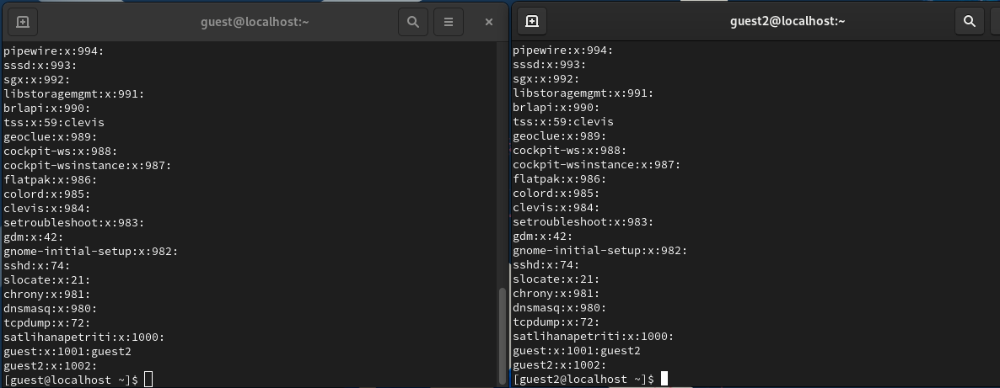 guest@localhost:~
pipewire:x:994:
sssd:x:993:
sgx:x:992:
libstoragemgmt:x:991:
brlapi:x:990:
tss:x:59:clevis
geoclue:x:989:
cockpit-ws:x:988:
cockpit-wsinstance:x:987:
flatpak:x:986:
colord:x:985:
clevis:x:984:
setroubleshoot:x:983:
gdm:x:42:
gnome-initial-setup:x:982:
sshd:x:74:
slocate:x:21:
chrony:x:981:
dnsmasq:x:980:
tcpdump:x:72:
satlihanapetriti:x:1000:
guest:x:1001:guest2
guest2:x:1002:
[guest@localhost ~]$
guest2@localhost:~
pipewire:x:994:
sssd:x:993:
sgx:x:992:
libstoragemgmt:x:991:
brlapi:x:990:
tss:x:59:clevis
geoclue:x:989:
cockpit-ws:x:988:
cockpit-wsinstance:x:987:
flatpak:x:986:
colord:x:985:
clevis:x:984:
setroubleshoot:x:983:
gdm:x:42:
gnome-initial-setup:x:982:
sshd:x:74:
slocate:x:21:
chrony:x:981:
dnsmasq:x:980:
tcpdump:x:72:
satlihanapetriti:x:1000:
guest:x:1001:guest2
guest2:x:1002:
[guest2@localhost ~]$